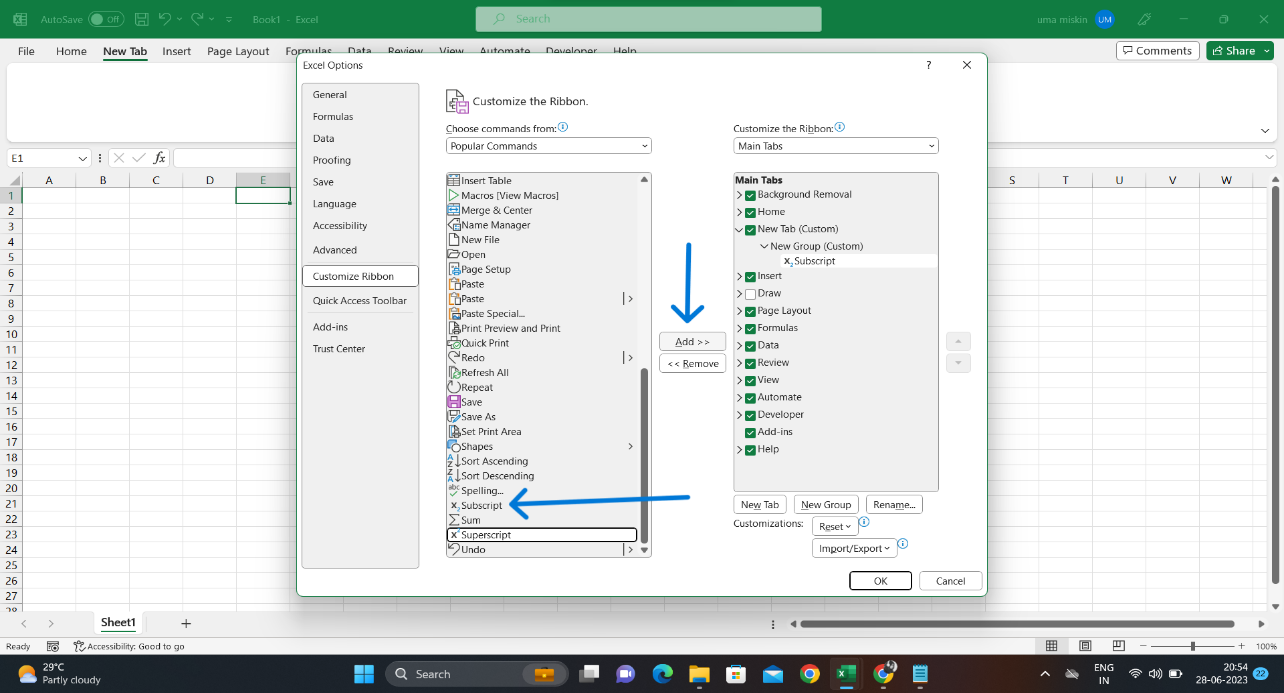 AutoSave Off Book1 - Excel Search uma miskin UM
File Home New Tab Insert Page Layout Formulas Data Review View Automate Developer Help Comments Share
Excel Options ?
General
Formulas
Data
Proofing
Save
Language
Accessibility
Advanced
Customize Ribbon
Quick Access Toolbar
Add-ins
Trust Center
Customize the Ribbon.
Choose commands from:
Popular Commands
Insert Table
Macros [View Macros]
Merge & Center
Name Manager
New File
Open
Page Setup
Paste
Paste
Paste Special...
Print Preview and Print
Quick Print
Redo
Refresh All
Repeat
Save
Save As
Set Print Area
Shapes
Sort Ascending
Sort Descending
Spelling...
Subscript
Sum
Superscript
Undo
Add >>
<< Remove
Customize the Ribbon:
Main Tabs
Main Tabs
Background Removal
Home
New Tab (Custom)
New Group (Custom)
Subscript
Insert
Draw
Page Layout
Formulas
Data
Review
View
Automate
Developer
Add-ins
Help
New Tab New Group Rename...
Customizations: Reset
Import/Export
OK Cancel
E1 fx
A B C D E S T U V W
1
2
3
4
5
6
7
8
9
10
11
12
13
14
15
16
17
18
19
20
21
22
23
24
25
26
27
28
Sheet1
Ready Accessibility: Good to go 100%
29°C
Partly cloudy
Search
ENG
IN
20:54
28-06-2023
22